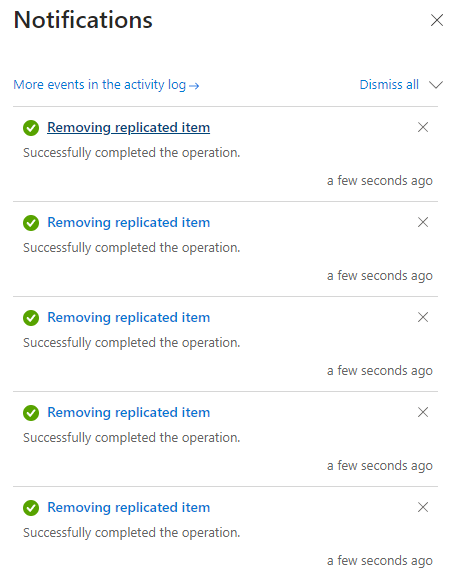 Notifications
More events in the activity log → Dismiss all
Removing replicated item
Successfully completed the operation.
a few seconds ago
Removing replicated item
Successfully completed the operation.
a few seconds ago
Removing replicated item
Successfully completed the operation.
a few seconds ago
Removing replicated item
Successfully completed the operation.
a few seconds ago
Removing replicated item
Successfully completed the operation.
a few seconds ago